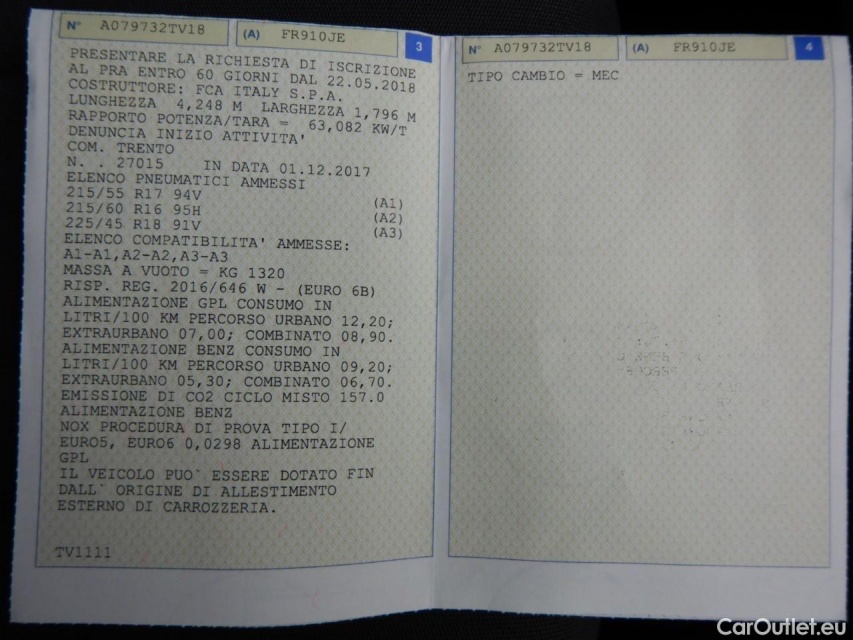 N° A079732TV18 (A) FR910JE 3
PRESENTARE LA RICHIESTA DI ISCRIZIONE
AL PRA ENTRO 60 GIORNI DAL 22.05.2018
COSTRUTTORE: FCA ITALY S.P.A.
LUNGHEZZA 4,248 M LARGHEZZA 1,796 M
RAPPORTO POTENZA/TARA = 63,082 KW/T
DENUNCIA INIZIO ATTIVITA'
COM. TRENTO
N. . 27015 IN DATA 01.12.2017
ELENCO PNEUMATICI AMMESSI
215/55 R17 94V (A1)
215/60 R16 95H (A2)
225/45 R18 91V (A3)
ELENCO COMPATIBILITA' AMMESSE:
A1-A1,A2-A2,A3-A3
MASSA A VUOTO = KG 1320
RISP. REG. 2016/646 W - (EURO 6B)
ALIMENTAZIONE GPL CONSUMO IN
LITRI/100 KM PERCORSO URBANO 12,20;
EXTRAURBANO 07,00; COMBINATO 08,90.
ALIMENTAZIONE BENZ CONSUMO IN
LITRI/100 KM PERCORSO URBANO 09,20;
EXTRAURBANO 05,30; COMBINATO 06,70.
EMISSIONE DI CO2 CICLO MISTO 157.0
ALIMENTAZIONE BENZ
NOX PROCEDURA DI PROVA TIPO I/
EURO5, EURO6 0,0298 ALIMENTAZIONE
GPL
IL VEICOLO PUO` ESSERE DOTATO FIN
DALL` ORIGINE DI ALLESTIMENTO
ESTERNO DI CARROZZERIA.
TV1111
N° A079732TV18 (A) FR910JE 4
TIPO CAMBIO = MEC
CarOutlet.eu